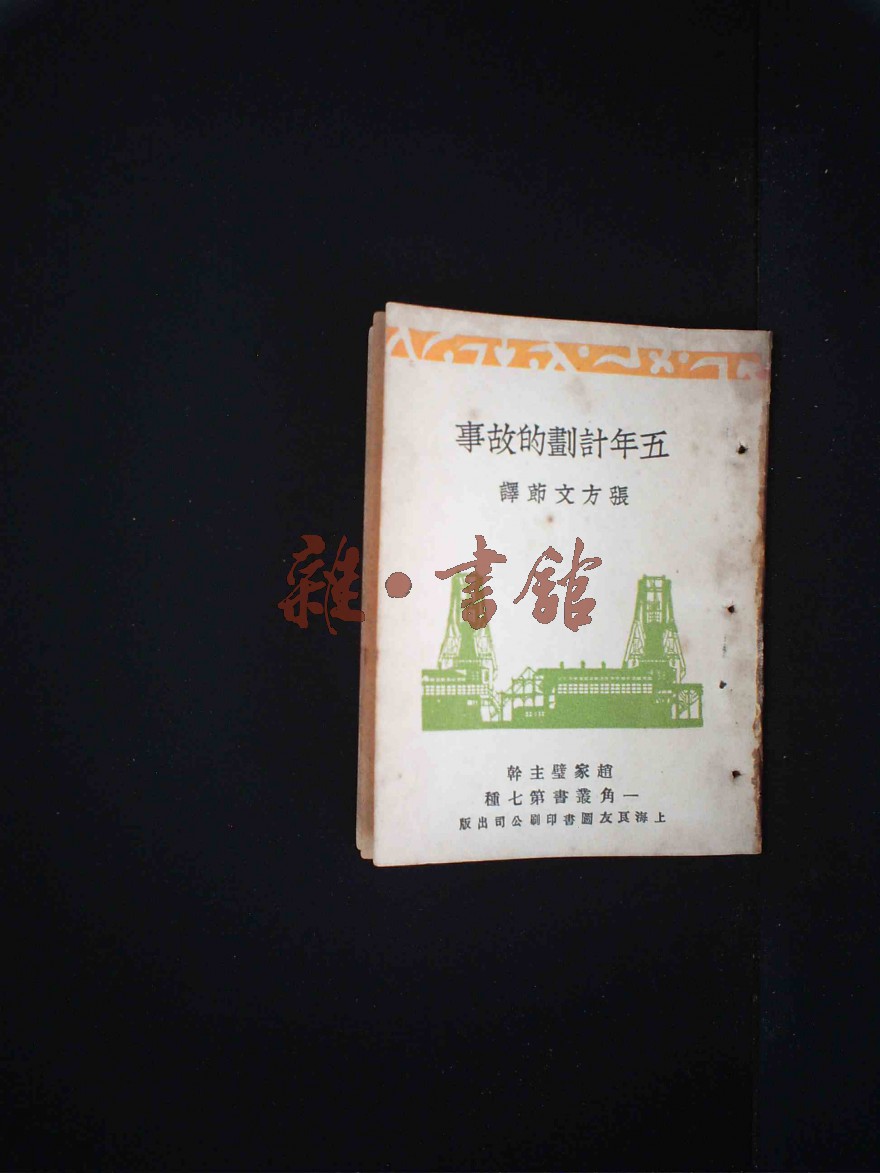 五年計劃的故事
張方文節譯
雜·書館
趙家璧主幹
一角叢書第七種
上海良友圖書印刷公司出版